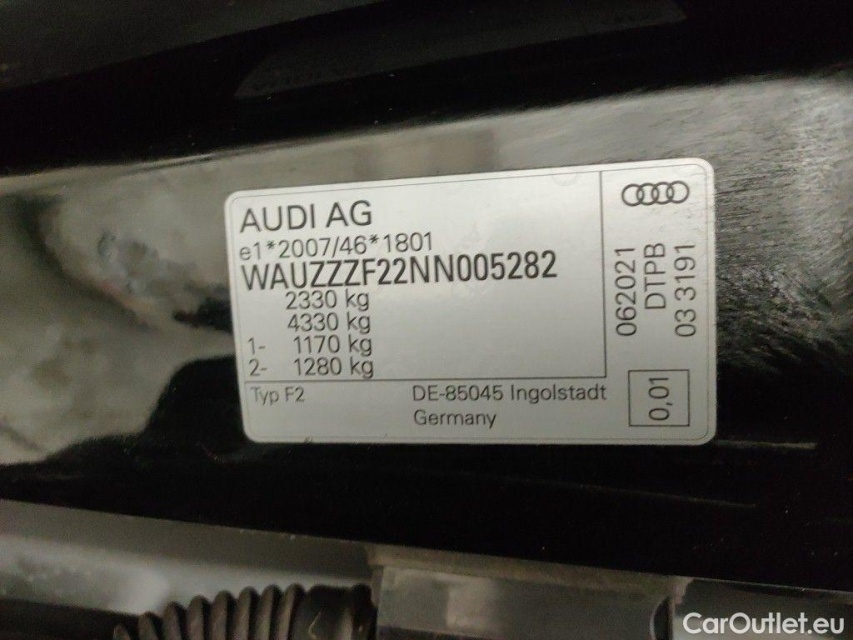 AUDI AG
e1*2007/46*1801
WAUZZZF22NN005282
2330 kg
4330 kg
1- 1170 kg
2- 1280 kg
Typ F2
DE-85045 Ingolstadt
Germany
062021
DTPB
03 3191
0,01
CarOutlet.eu